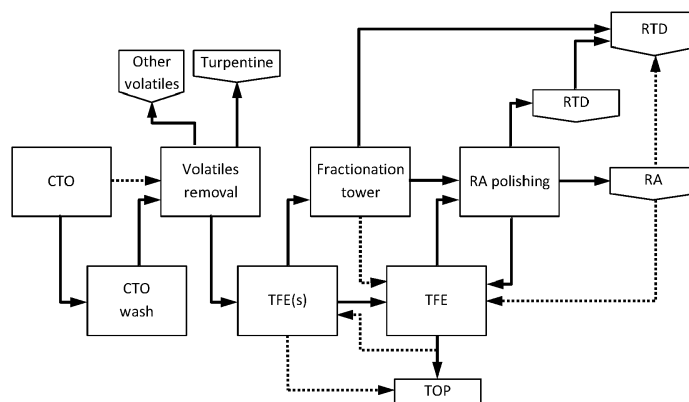 RTD
Other
volatiles
Turpentine
RTD
CTO
Volatiles
removal
Fractionation
tower
RA polishing
RA
CTO
wash
TFE(s)
TFE
TOP